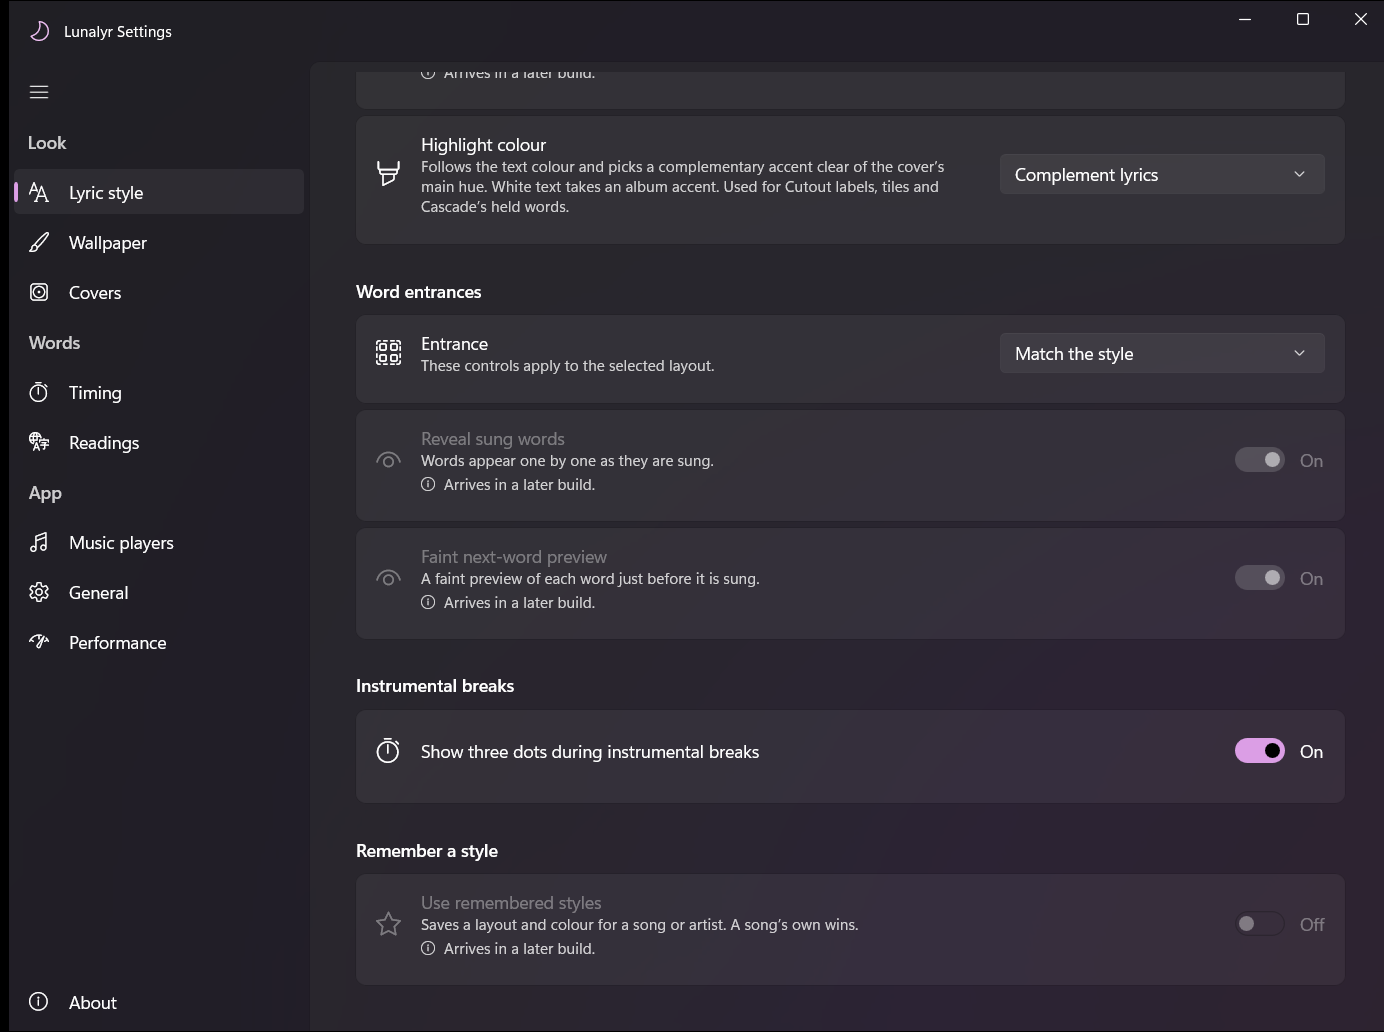 Lunalyr Settings
Look
Lyric style
Wallpaper
Covers
Words
Timing
Readings
App
Music players
General
Performance
About
Arrives in a later build.
Highlight colour
Follows the text colour and picks a complementary accent clear of the cover’s
main hue. White text takes an album accent. Used for Cutout labels, tiles and
Cascade’s held words.
Complement lyrics
Word entrances
Entrance
These controls apply to the selected layout.
Match the style
Reveal sung words
Words appear one by one as they are sung.
Arrives in a later build.
On
Faint next-word preview
A faint preview of each word just before it is sung.
Arrives in a later build.
On
Instrumental breaks
Show three dots during instrumental breaks
On
Remember a style
Use remembered styles
Saves a layout and colour for a song or artist. A song’s own wins.
Arrives in a later build.
Off